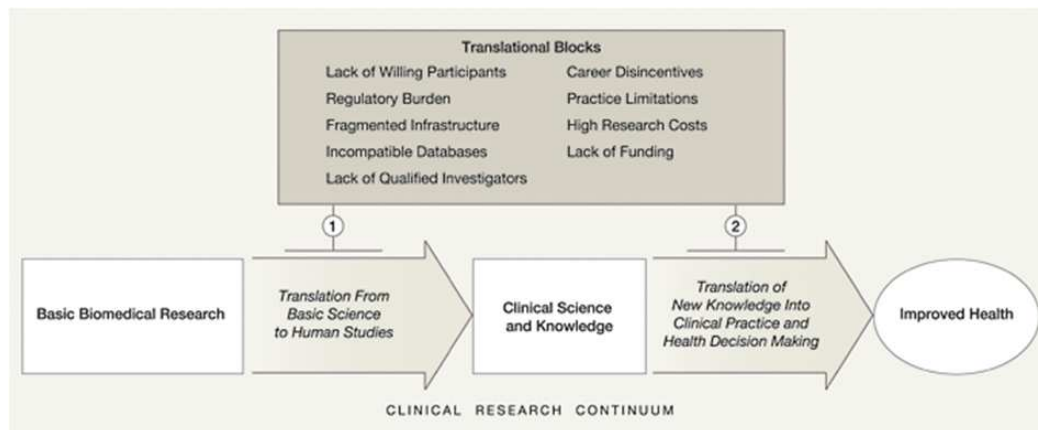 Translational Blocks
Lack of Willing Participants
Regulatory Burden
Fragmented Infrastructure
Incompatible Databases
Lack of Qualified Investigators
Career Disincentives
Practice Limitations
High Research Costs
Lack of Funding
1
2
Basic Biomedical Research
Translation From
Basic Science
to Human Studies
Clinical Science
and Knowledge
Translation of
New Knowledge Into
Clinical Practice and
Health Decision Making
Improved Health
CLINICAL RESEARCH CONTINUUM